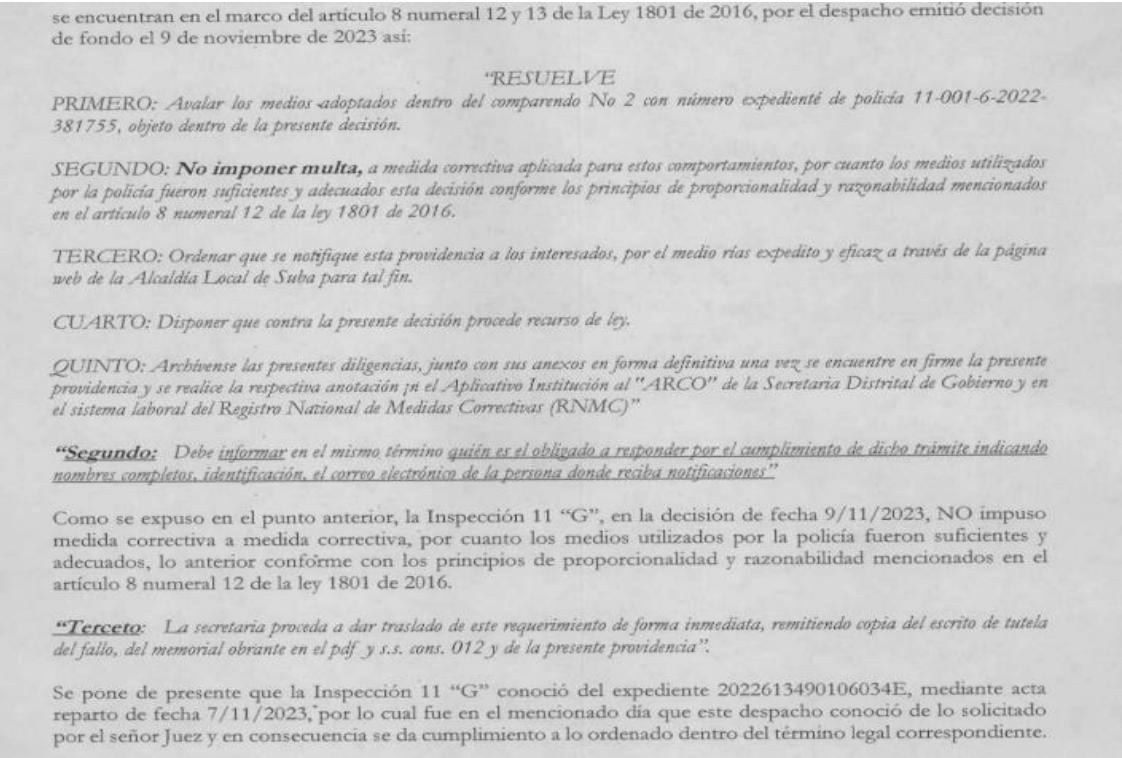 se encuentran en el marco del artículo 8 numeral 12 y 13 de la Ley 1801 de 2016, por el despacho emitió decisión
de fondo el 9 de noviembre de 2023 así:
“RESUELVE
PRIMERO: Avalar los medios adoptados dentro del comparendo No 2 con número expedienté de policía 11-001-6-2022-
381755, objeto dentro de la presente decisión.
SEGUNDO: No imponer multa, a medida correctiva aplicada para estos comportamientos, por cuanto los medios utilizados
por la policía fueron suficientes y adecuados esta decisión conforme los principios de proporcionalidad y razonabilidad mencionados
en el artículo 8 numeral 12 de la ley 1801 de 2016.
TERCERO: Ordenar que se notifique esta providencia a los interesados, por el medio rías expedito y eficaz a través de la página
web de la Alcaldía Local de Suba para tal fin.
CUARTO: Disponer que contra la presente decisión procede recurso de ley.
QUINTO: Archívense las presentes diligencias, junto con sus anexos en forma definitiva una vez se encuentre en firme la presente
providencia y se realice la respectiva anotación ¡n el Aplicativo Institución al "ARCO" de la Secretaria Distrital de Gobierno y en
el sistema laboral del Registro Nacional de Medidas Correctivas (RNMC)”
“Segundo: Debe informar en el mismo término quién es el obligado a responder por el cumplimiento de dicho trámite indicando
nombres completos, identificación, el correo electrónico de la persona donde reciba notificaciones”
Como se expuso en el punto anterior, la Inspección 11 “G”, en la decisión de fecha 9/11/2023, NO impuso
medida correctiva a medida correctiva, por cuanto los medios utilizados por la policía fueron suficientes y
adecuados, lo anterior conforme con los principios de proporcionalidad y razonabilidad mencionados en el
artículo 8 numeral 12 de la ley 1801 de 2016.
“Terceto: La secretaria proceda a dar traslado de este requerimiento de forma inmediata, remitiendo copia del escrito de tutela
del fallo, del memorial obrante en el pdf y s.s. cons. 012 y de la presente providencia”.
Se pone de presente que la Inspección 11 “G” conoció del expediente 2022613490106034E, mediante acta
reparto de fecha 7/11/2023, por lo cual fue en el mencionado día que este despacho conoció de lo solicitado
por el señor Juez y en consecuencia se da cumplimiento a lo ordenado dentro del término legal correspondiente.